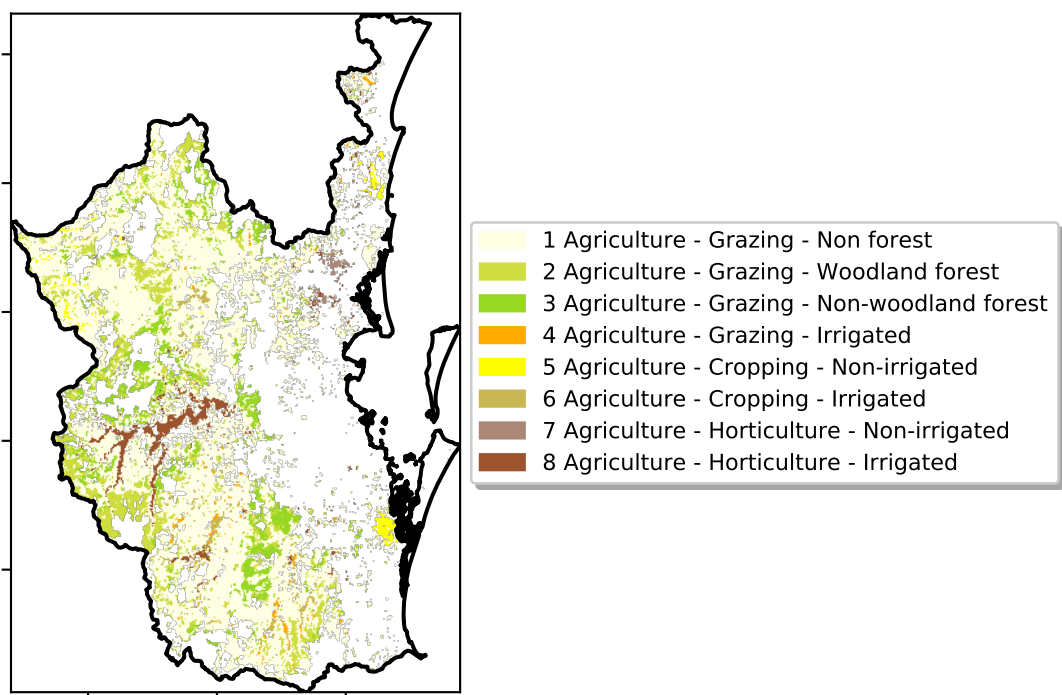 1 Agriculture - Grazing - Non forest
2 Agriculture - Grazing - Woodland forest
3 Agriculture - Grazing - Non-woodland forest
4 Agriculture - Grazing - Irrigated
5 Agriculture - Cropping - Non-irrigated
6 Agriculture - Cropping - Irrigated
7 Agriculture - Horticulture - Non-irrigated
8 Agriculture - Horticulture - Irrigated